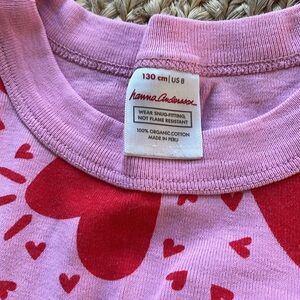 130 cm | US 8
hanna andersson
WEAR SNUG-FITTING,
NOT FLAME RESISTANT
100% ORGANIC COTTON
MADE IN PERU